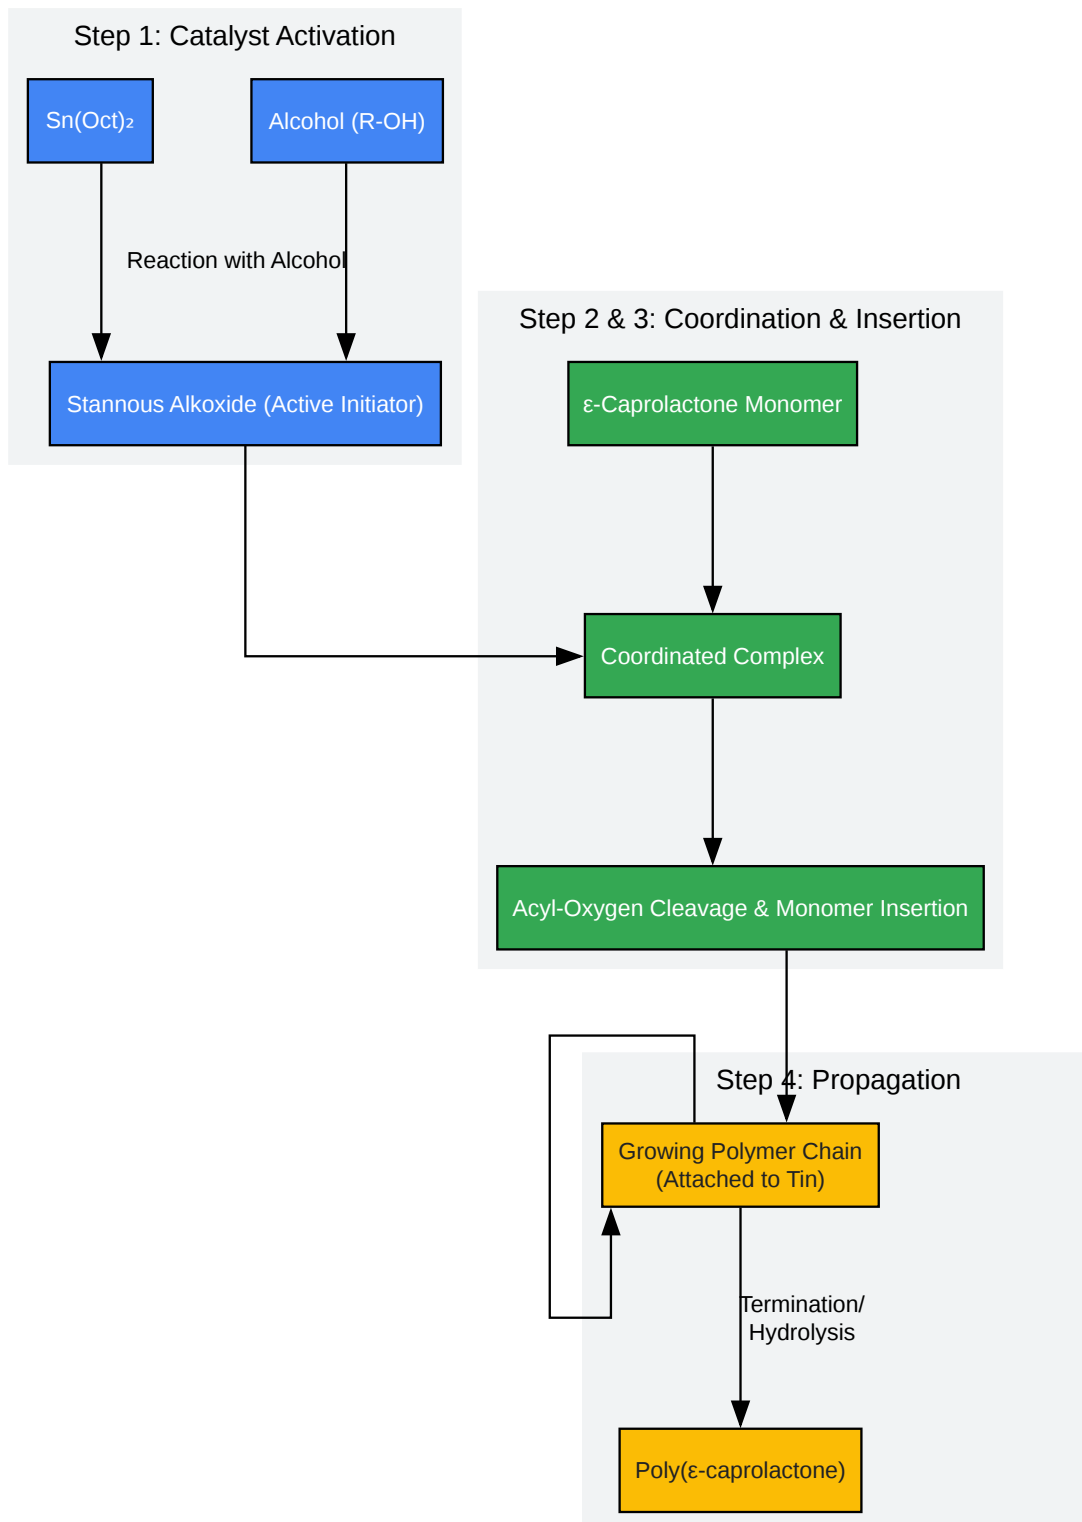 Step 1: Catalyst Activation
Sn(Oct)₂
Alcohol (R-OH)
Reaction with Alcohol
Stannous Alkoxide (Active Initiator)
Step 2 & 3: Coordination & Insertion
ε-Caprolactone Monomer
Coordinated Complex
Acyl-Oxygen Cleavage & Monomer Insertion
Step 4: Propagation
Growing Polymer Chain
(Attached to Tin)
Termination/
Hydrolysis
Poly(ε-caprolactone)